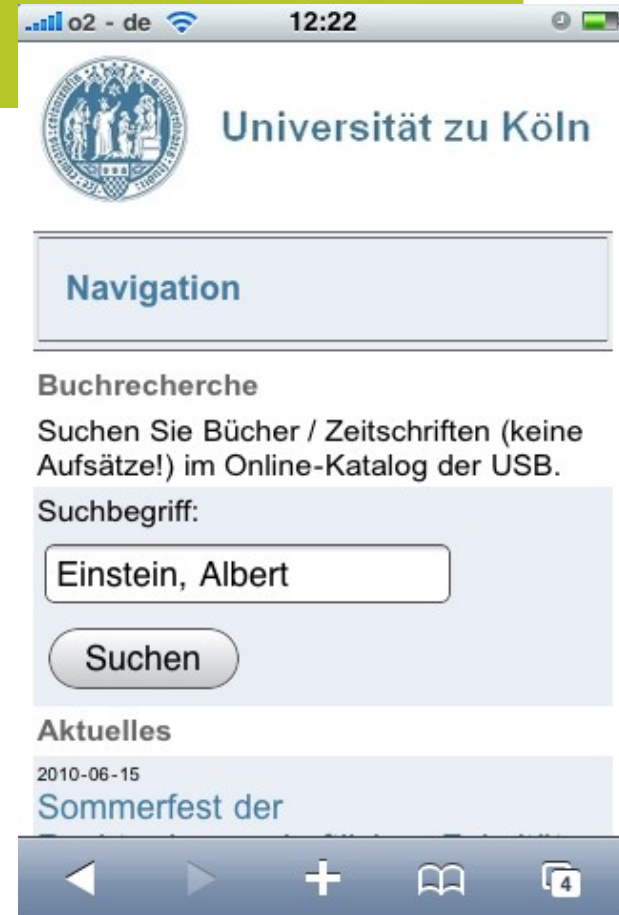 o2 - de 12:22
Universität zu Köln
Navigation
Buchrecherche
Suchen Sie Bücher / Zeitschriften (keine
Aufsätze!) im Online-Katalog der USB.
Suchbegriff:
Einstein, Albert
Suchen
Aktuelles
2010-06-15
Sommerfest der
4